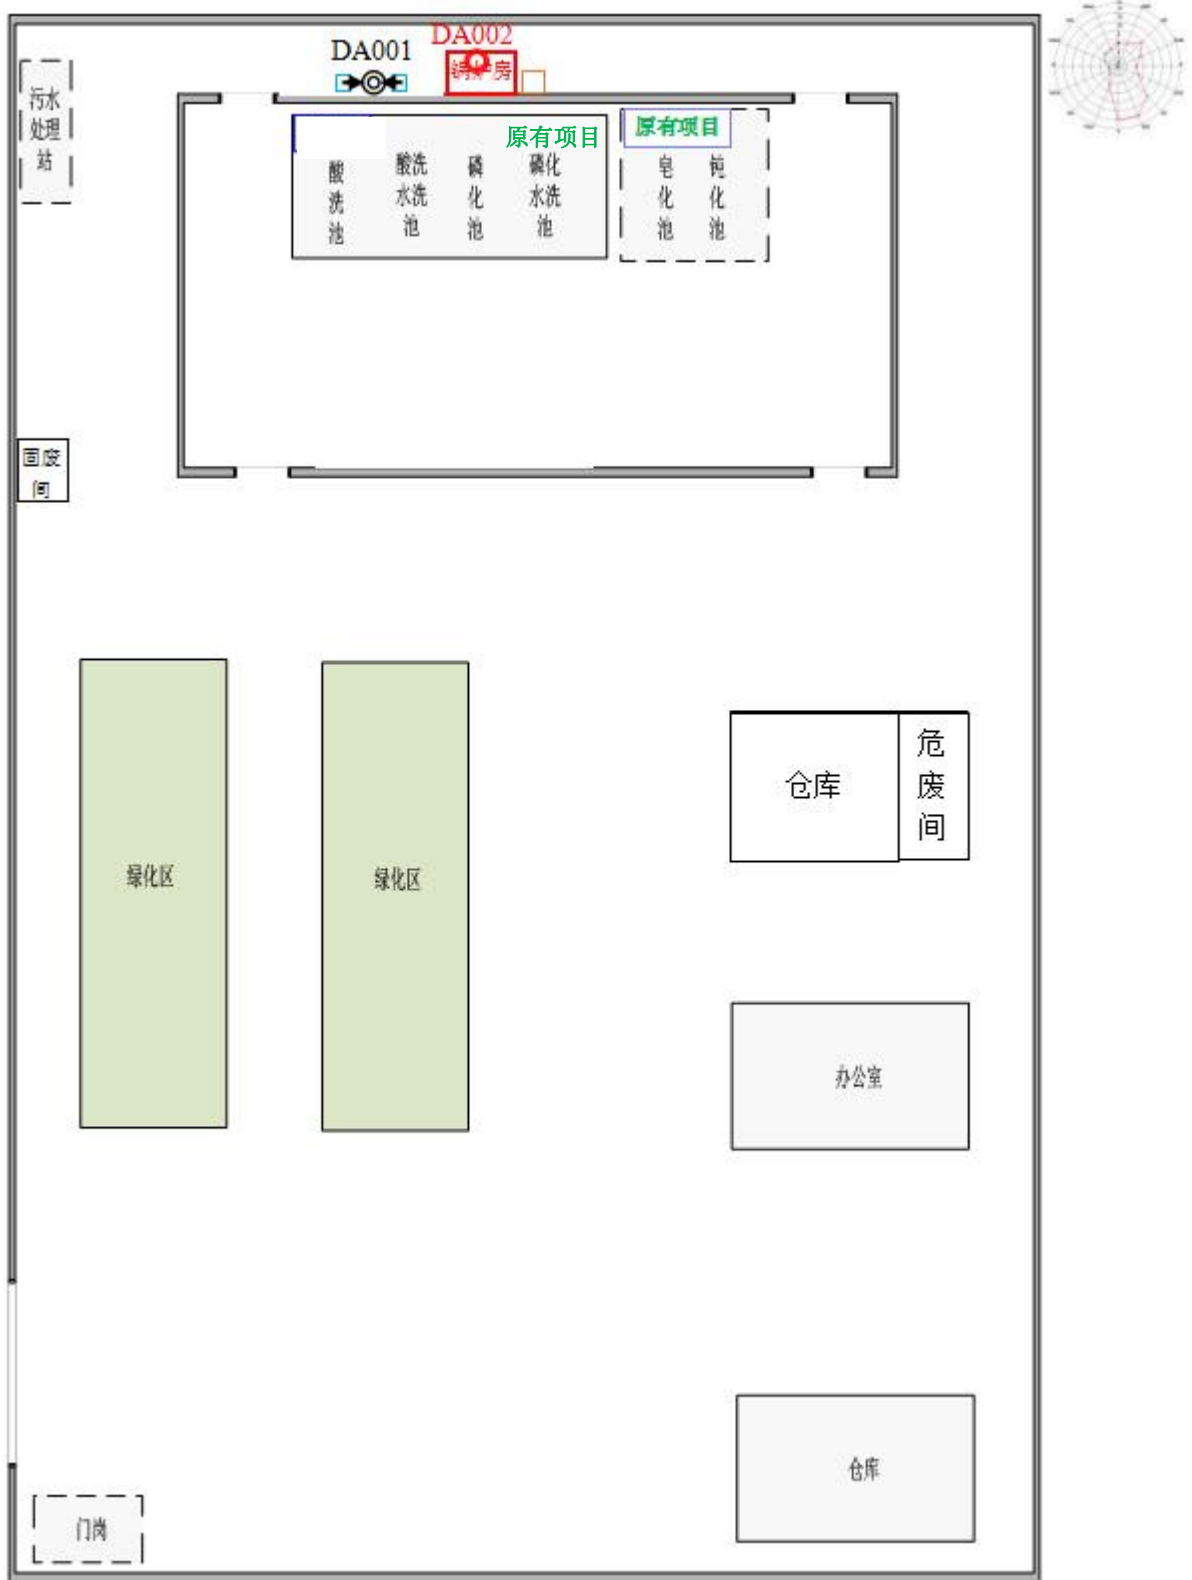 DA002
DA001
锅炉房
污水
处理
站
原有项目
原有项目
酸洗池
酸洗
水洗
池
磷化池
磷化
水洗
池
皂化池
钝化池
固废
间
仓库
危废间
绿化区
绿化区
办公室
仓库
门岗